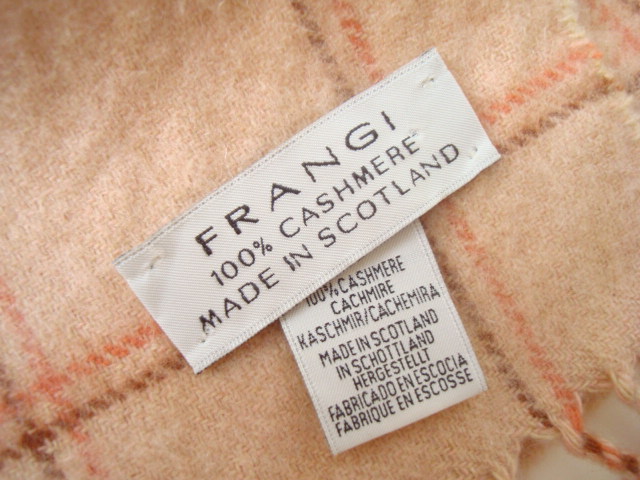 FRANGI
100% CASHMERE
MADE IN SCOTLAND
100% CASHMERE
CACHMIRE
KASCHMIR/CACHEMIRA
MADE IN SCOTLAND
IN SCHOTTLAND
HERGESTELLT
FABRICADO EN ESCOCIA
FABRIQUE EN ESCOSSE